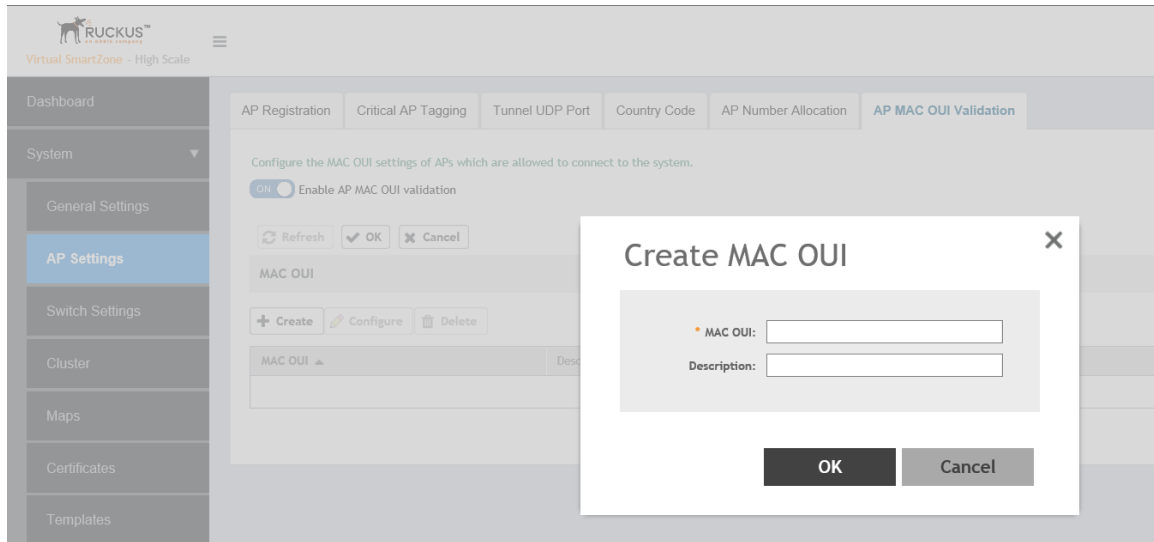 RUCKUS™
Virtual SmartZone - High Scale
Dashboard
System
General Settings
AP Settings
Switch Settings
Cluster
Maps
Certificates
Templates
AP Registration Critical AP Tagging Tunnel UDP Port Country Code AP Number Allocation AP MAC OUI Validation
Configure the MAC OUI settings of APs which are allowed to connect to the system.
ON Enable AP MAC OUI validation
Refresh OK Cancel
MAC OUI
Create Configure Delete
MAC OUI Desc
Create MAC OUI
* MAC OUI:
Description:
OK Cancel